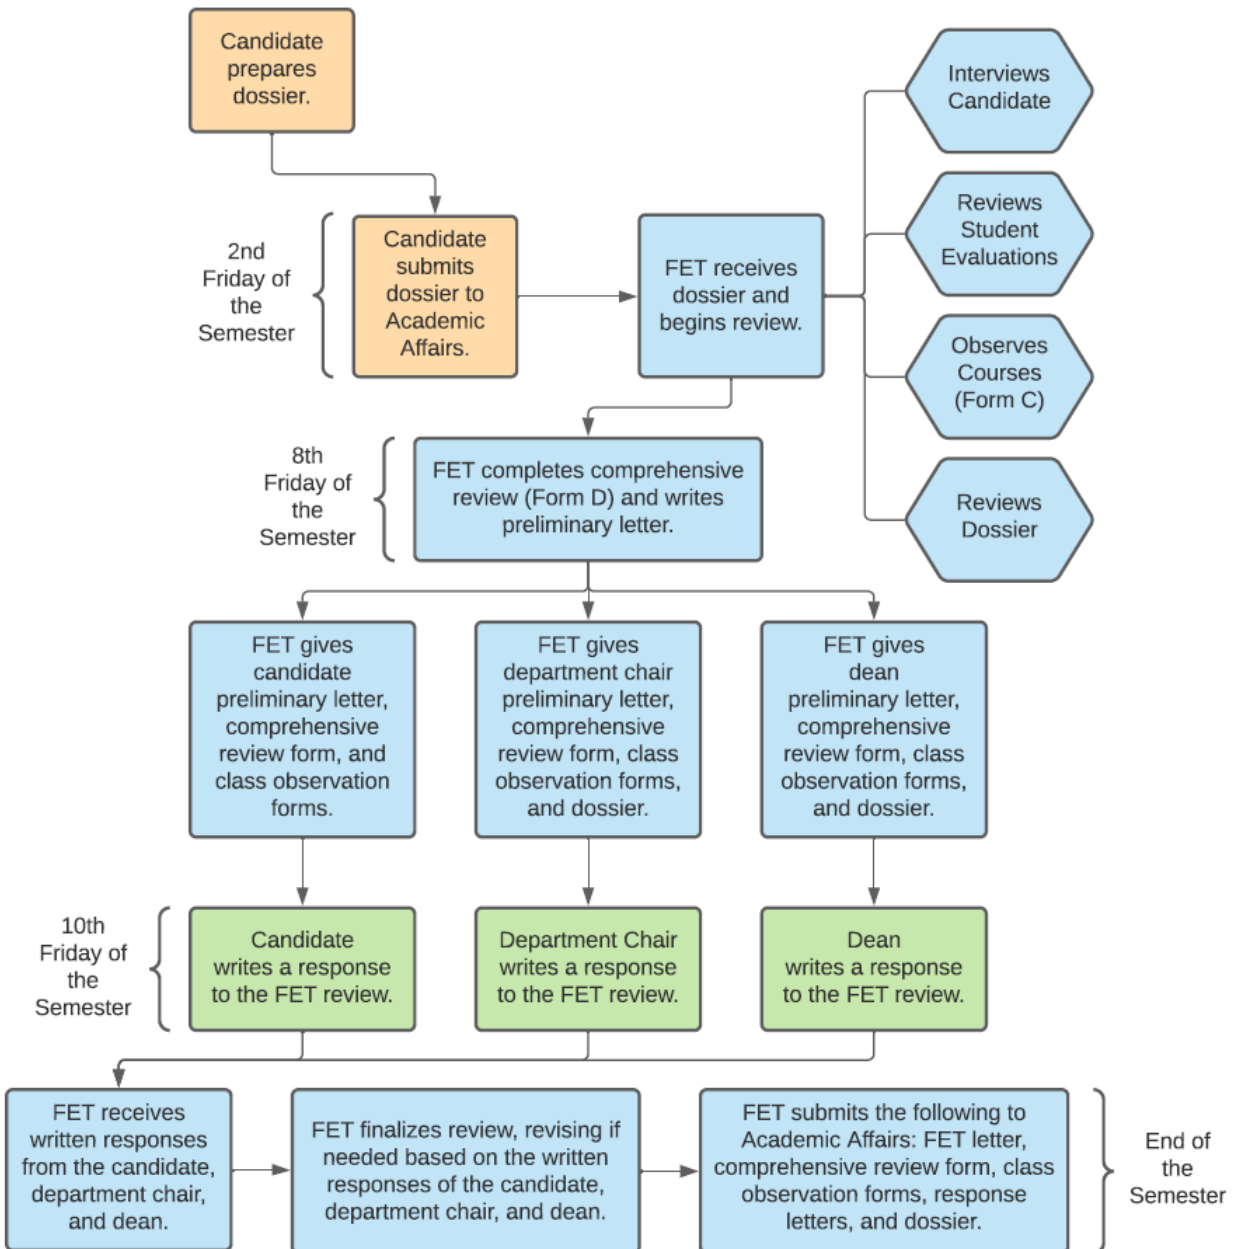 Candidate
prepares
dossier.
Interviews
Candidate
2nd
Friday of
the
Semester
Candidate
submits
dossier to
Academic
Affairs.
FET receives
dossier and
begins review.
Reviews
Student
Evaluations
Observes
Courses
(Form C)
Reviews
Dossier
8th
Friday of
the
Semester
FET completes comprehensive
review (Form D) and writes
preliminary letter.
FET gives
candidate
preliminary letter,
comprehensive
review form, and
class observation
forms.
FET gives
department chair
preliminary letter,
comprehensive
review form, class
observation forms,
and dossier.
FET gives
dean
preliminary letter,
comprehensive
review form, class
observation forms,
and dossier.
10th
Friday of
the
Semester
Candidate
writes a response
to the FET review.
Department Chair
writes a response
to the FET review.
Dean
writes a response
to the FET review.
FET receives
written responses
from the candidate,
department chair,
and dean.
FET finalizes review, revising if
needed based on the written
responses of the candidate,
department chair, and dean.
FET submits the following to
Academic Affairs: FET letter,
comprehensive review form, class
observation forms, response
letters, and dossier.
End of
the
Semester